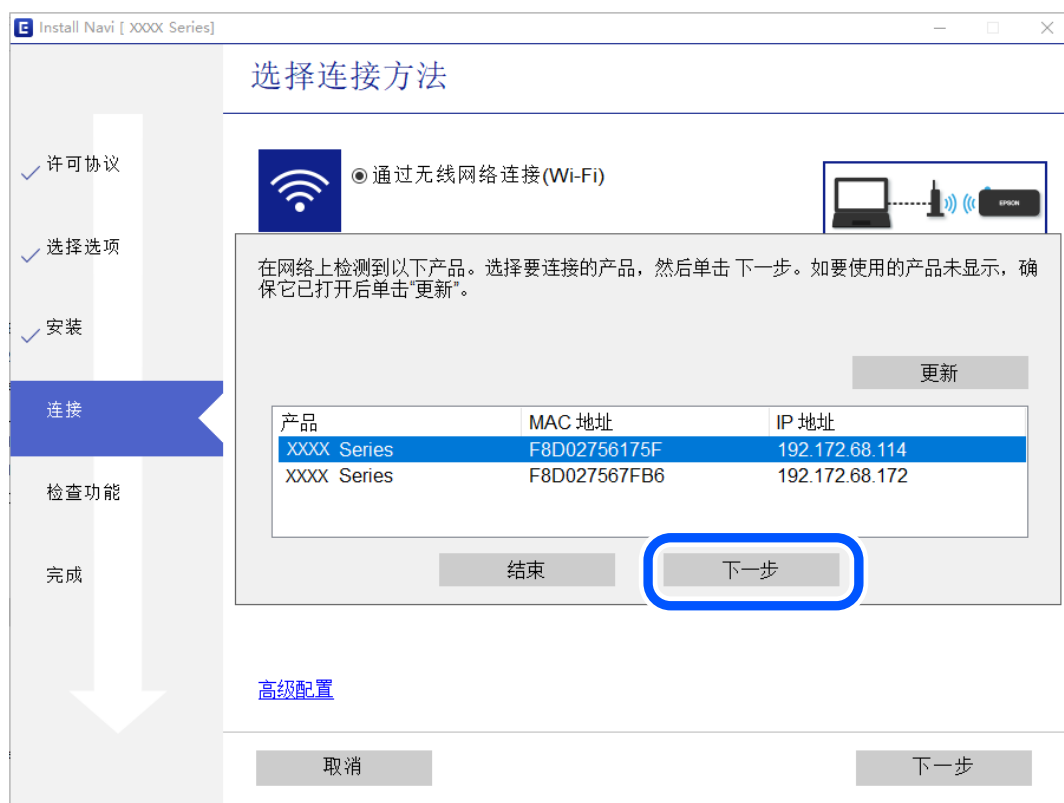 Install Navi [ XXXX Series]
选择连接方法
许可协议
选择选项
安装
连接
检查功能
完成
通过无线网络连接(Wi-Fi)
EPSON
在网络上检测到以下产品。选择要连接的产品，然后单击 下一步。如要使用的产品未显示，确
保它已打开后单击“更新”。
更新
产品 MAC 地址 IP 地址
XXXX Series F8D02756175F 192.172.68.114
XXXX Series F8D027567FB6 192.172.68.172
结束 下一步
高级配置
取消 下一步